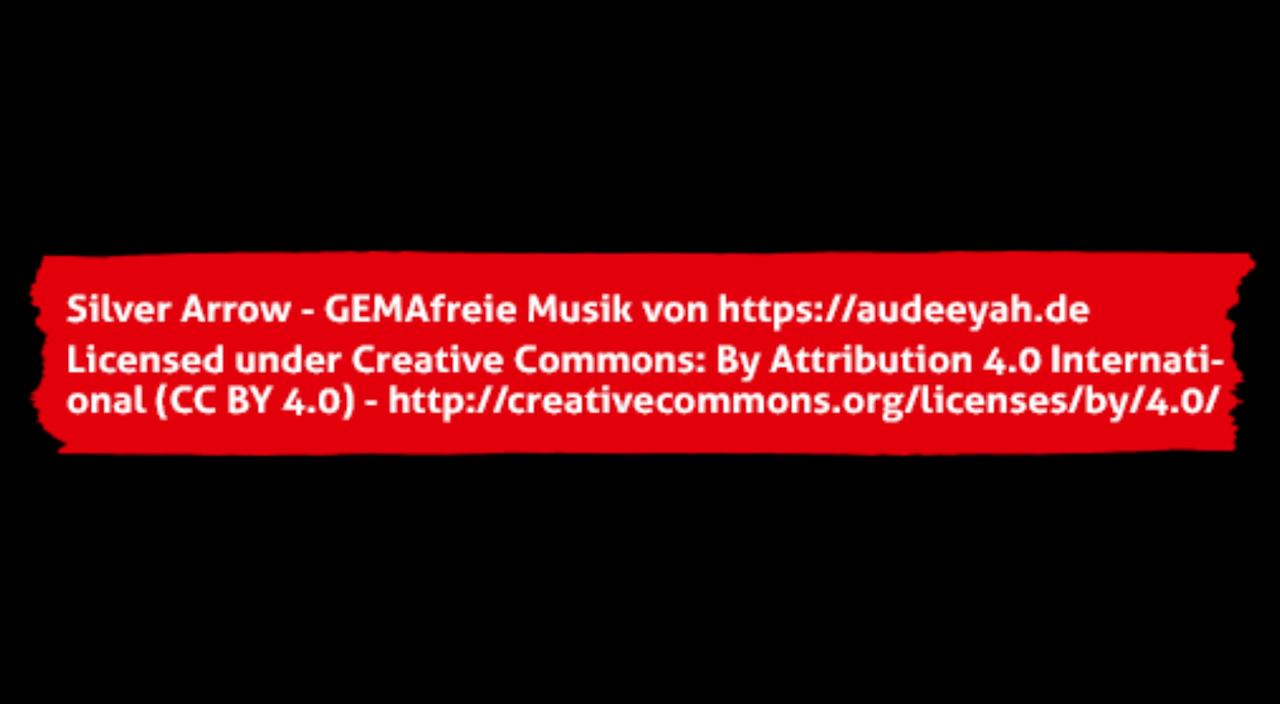 Silver Arrow - GEMAfreie Musik von https://audeeyah.de
Licensed under Creative Commons: By Attribution 4.0 Internati-
onal (CC BY 4.0) - http://creativecommons.org/licenses/by/4.0/